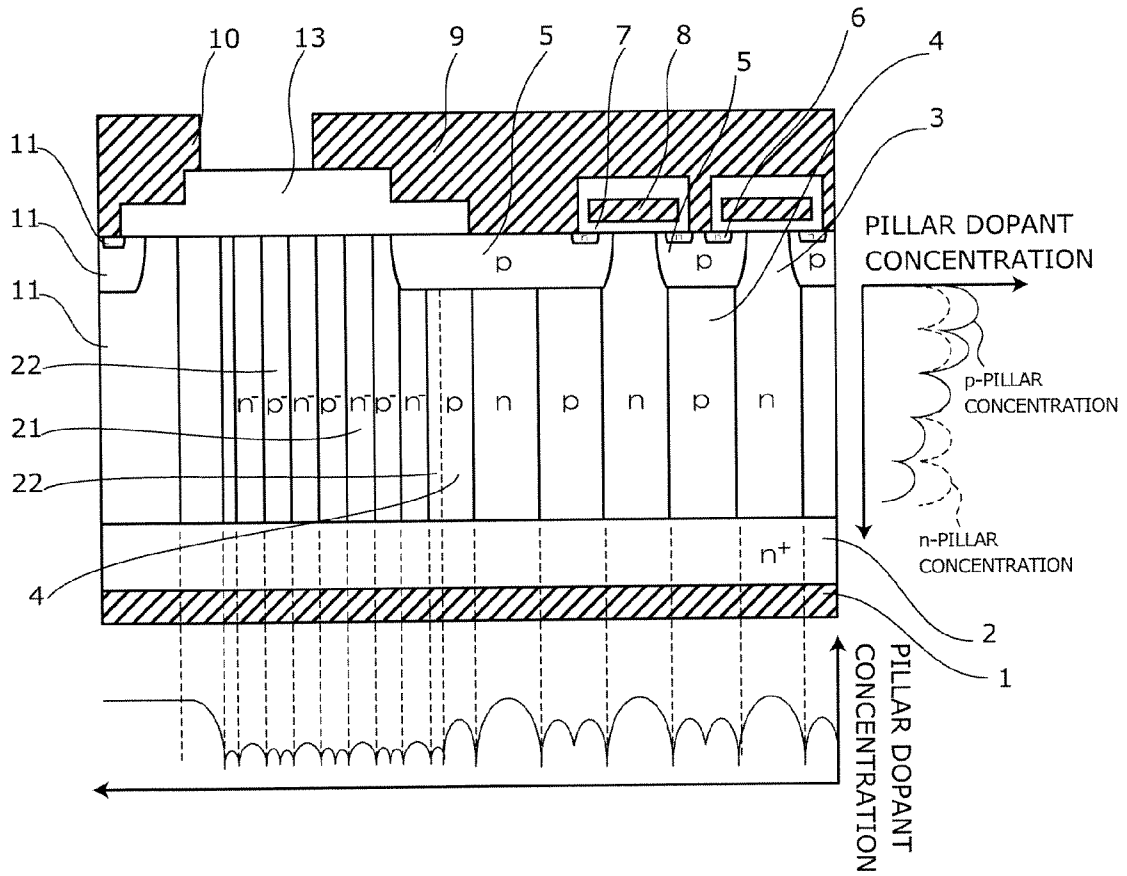 10 13 9 5 7 8 5 6 4
11
3
11
p
p
p
PILLAR DOPANT
CONCENTRATION
11
22
n⁻ p⁻ n⁻ p⁻ n⁻ p⁻ n⁻ p n p n p n
p-PILLAR
CONCENTRATION
21
22
n-PILLAR
CONCENTRATION
4
n⁺
2
1
PILLAR DOPANT
CONCENTRATION